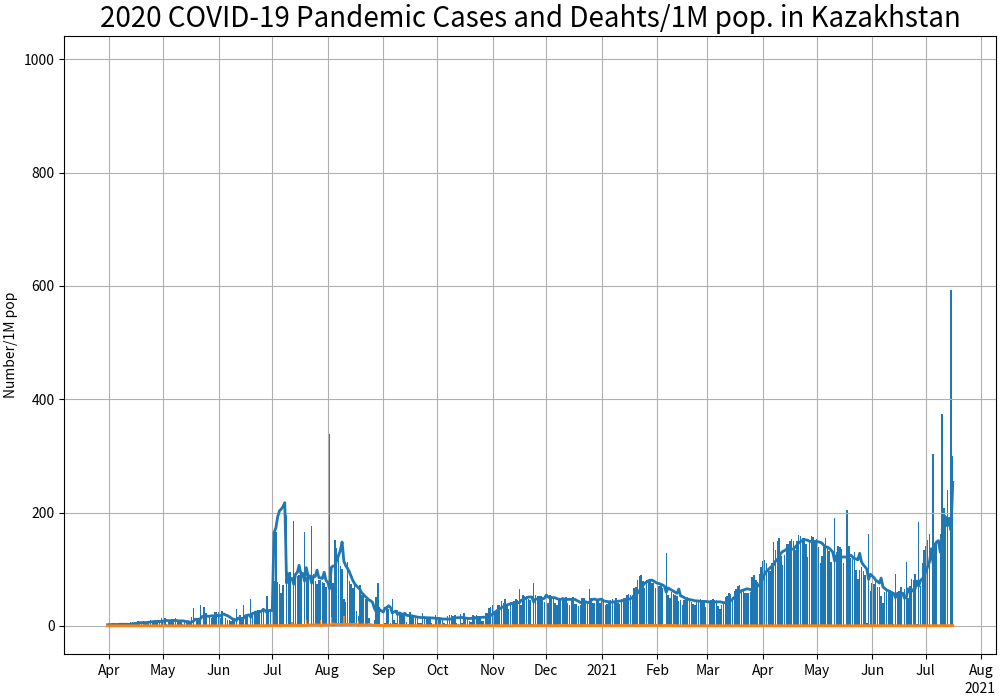 2020 COVID-19 Pandemic Cases and Deahts/1M pop. in Kazakhstan
Number/1M pop
1000
800
600
400
200
0
Apr May Jun Jul Aug Sep Oct Nov Dec 2021 Feb Mar Apr May Jun Jul Aug
2021